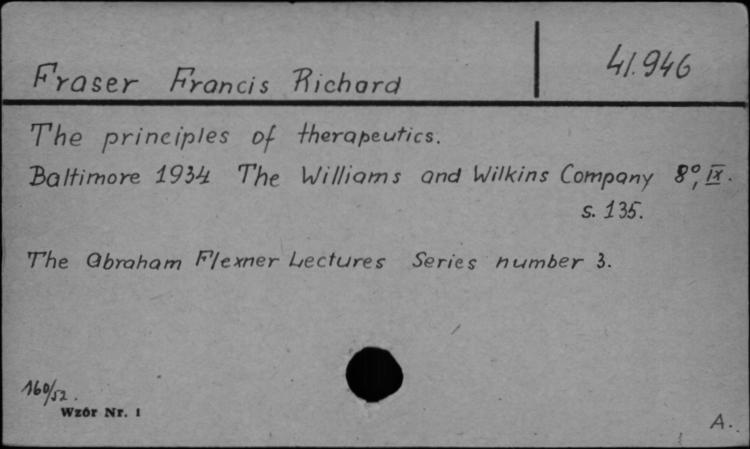 Fraser Francis Richard
41.946
The principles of therapeutics.
Baltimore 1934 The Williams and Wilkins Company 8°, IX.
s. 135.
The Abraham Flexner Lectures Series number 3.
160/52.
Wzór Nr. 1
A.